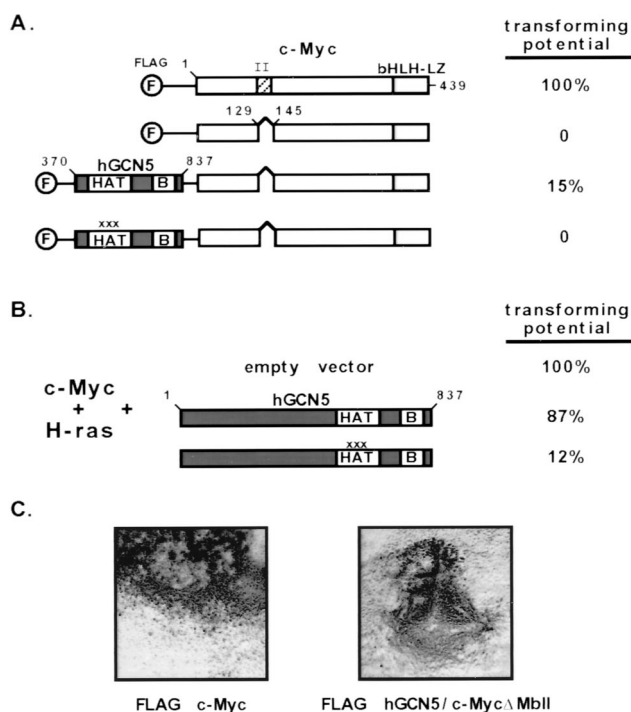 A.
transforming
potential
c-Myc
FLAG 1 II bHLH-LZ
F 439 100%
129 145
F 0
370 hGCN5 837
F HAT B 15%
xxx
F HAT B 0
B.
transforming
potential
empty vector 100%
c-Myc
+ +
H-ras
1 hGCN5 837
HAT B 87%
xxx
HAT B 12%
C.
FLAG c-Myc FLAG hGCN5/c-Myc∆MbII